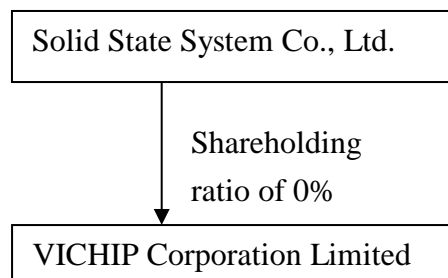 Solid State System Co., Ltd.
Shareholding
ratio of 0%
VICHIP Corporation Limited